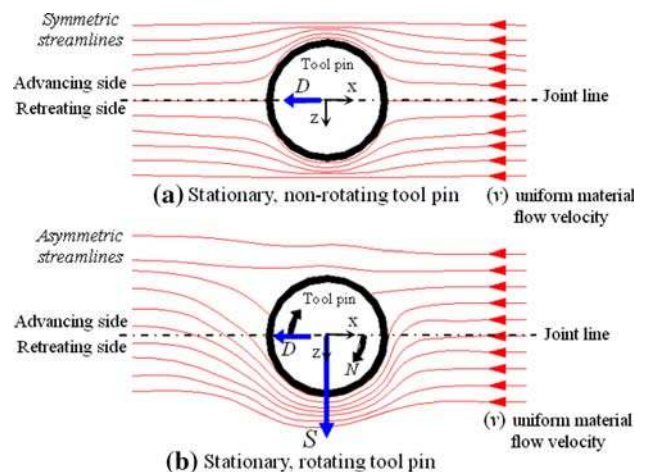 Symmetric
streamlines
Tool pin
Advancing side
D
x
Joint line
Retreating side
z
(a) Stationary, non-rotating tool pin
(v) uniform material
flow velocity
Asymmetric
streamlines
Tool pin
Advancing side
x
Joint line
Retreating side
D
z
N
S
(v) uniform material
flow velocity
(b) Stationary, rotating tool pin